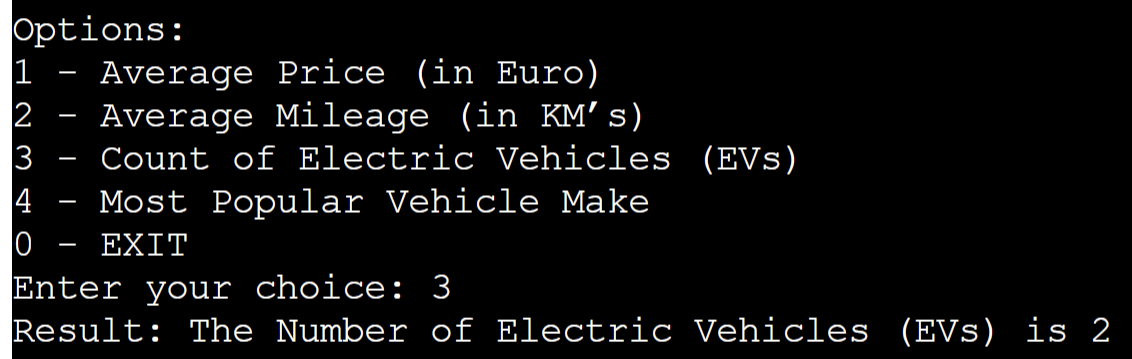 Options:
1 – Average Price (in Euro)
2 – Average Mileage (in KM’s)
3 – Count of Electric Vehicles (EVs)
4 – Most Popular Vehicle Make
0 – EXIT
Enter your choice: 3
Result: The Number of Electric Vehicles (EVs) is 2